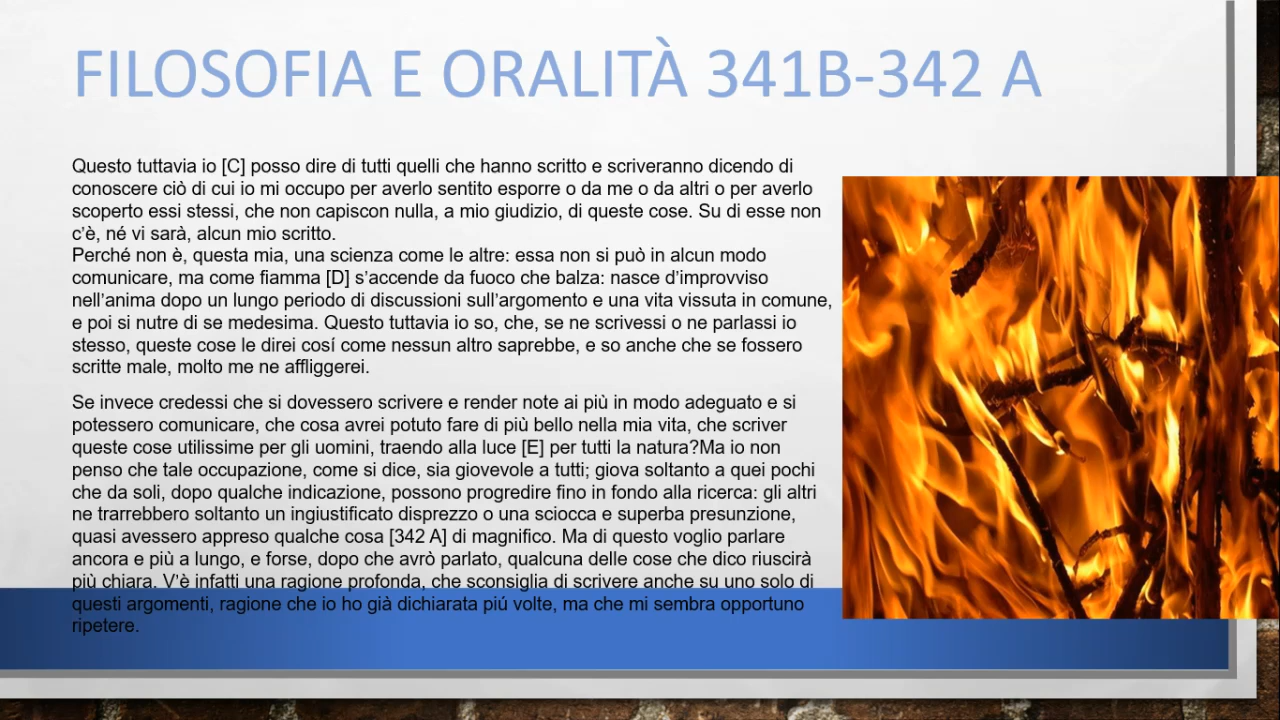 FILOSOFIA E ORALITÀ 341B-342 A
Questo tuttavia io [C] posso dire di tutti quelli che hanno scritto e scriveranno dicendo di
conoscere ciò di cui io mi occupo per averlo sentito esporre o da me o da altri o per averlo
scoperto essi stessi, che non capiscon nulla, a mio giudizio, di queste cose. Su di esse non
c'è, né vi sarà, alcun mio scritto.
Perché non è, questa mia, una scienza come le altre: essa non si può in alcun modo
comunicare, ma come fiamma [D] s'accende da fuoco che balza: nasce d'improvviso
nell'anima dopo un lungo periodo di discussioni sull'argomento e una vita vissuta in comune,
e poi si nutre di se medesima. Questo tuttavia io so, che, se ne scrivessi o ne parlassi io
stesso, queste cose le direi cosí come nessun altro saprebbe, e so anche che se fossero
scritte male, molto me ne affliggerei.
Se invece credessi che si dovessero scrivere e render note ai più in modo adeguato e si
potessero comunicare, che cosa avrei potuto fare di più bello nella mia vita, che scriver
queste cose utilissime per gli uomini, traendo alla luce [E] per tutti la natura?Ma io non
penso che tale occupazione, come si dice, sia giovevole a tutti; giova soltanto a quei pochi
che da soli, dopo qualche indicazione, possono progredire fino in fondo alla ricerca: gli altri
ne trarrebbero soltanto un ingiustificato disprezzo o una sciocca e superba presunzione,
quasi avessero appreso qualche cosa [342 A] di magnifico. Ma di questo voglio parlare
ancora e più a lungo, e forse, dopo che avrò parlato, qualcuna delle cose che dico riuscirà
più chiara. V'è infatti una ragione profonda, che sconsiglia di scrivere anche su uno solo di
questi argomenti, ragione che io ho già dichiarata piú volte, ma che mi sembra opportuno
ripetere.